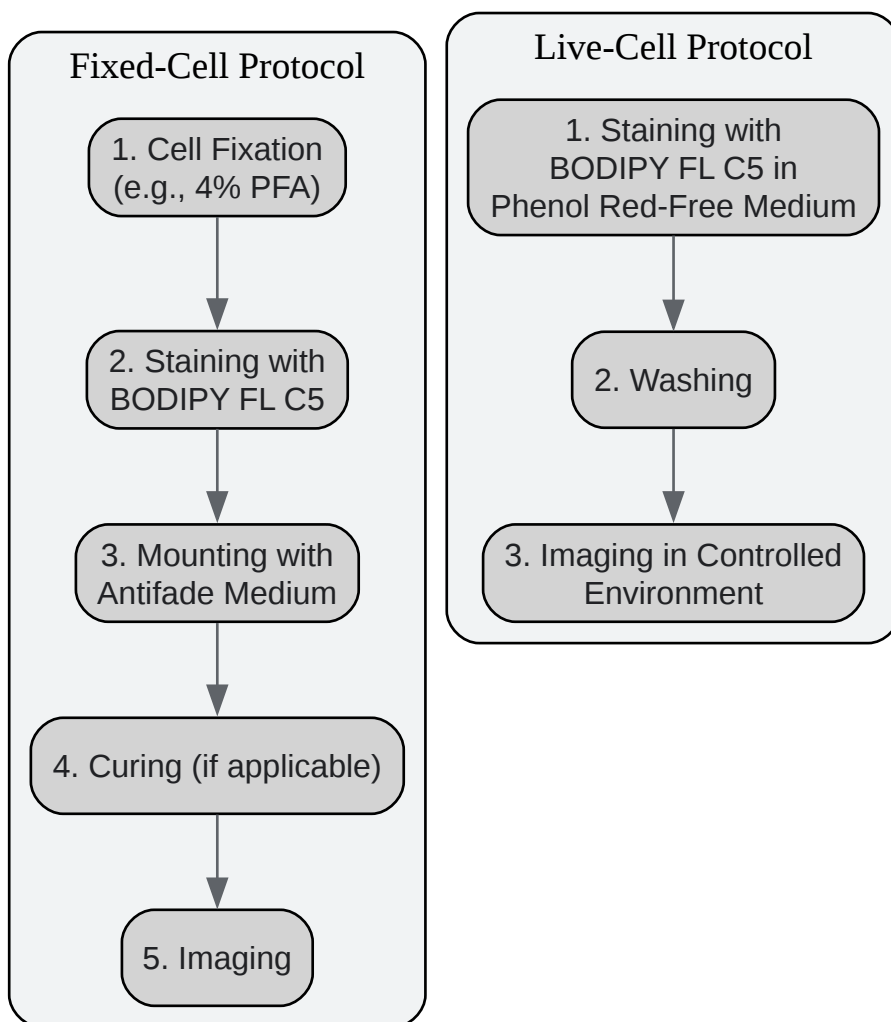 Fixed-Cell Protocol
1. Cell Fixation
(e.g., 4% PFA)
2. Staining with
BODIPY FL C5
3. Mounting with
Antifade Medium
4. Curing (if applicable)
5. Imaging
Live-Cell Protocol
1. Staining with
BODIPY FL C5 in
Phenol Red-Free Medium
2. Washing
3. Imaging in Controlled
Environment